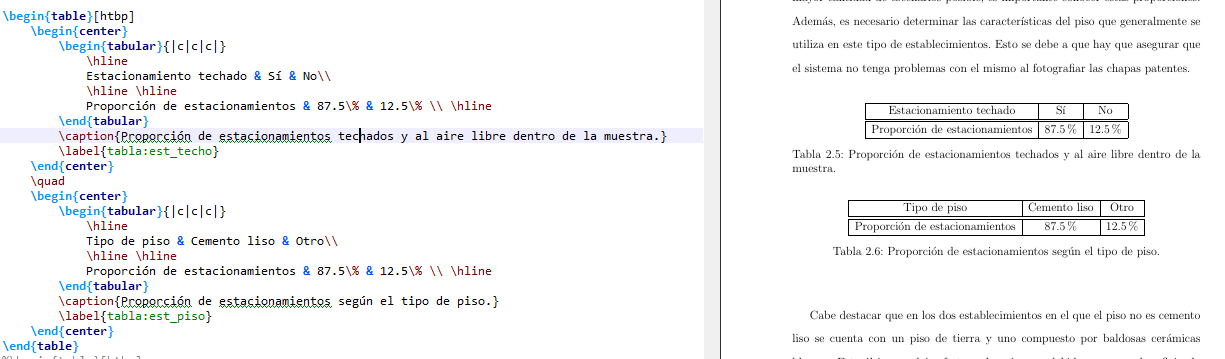 \begin{table}[htbp]
\begin{center}
\begin{tabular}{|c|c|c|}
\hline
Estacionamiento techado & Sí & No\\
\hline \hline
Proporción de estacionamientos & 87.5\% & 12.5\% \\ \hline
\end{tabular}
\caption{Proporción de estacionamientos techados y al aire libre dentro de la muestra.}
\label{tabla:est_techo}
\end{center}
\quad
\begin{center}
\begin{tabular}{|c|c|c|}
\hline
Tipo de piso & Cemento liso & Otro\\
\hline \hline
Proporción de estacionamientos & 87.5\% & 12.5\% \\ \hline
\end{tabular}
\caption{Proporción de estacionamientos según el tipo de piso.}
\label{tabla:est_piso}
\end{center}
\end{table}
Además, es necesario determinar las características del piso que generalmente se
utiliza en este tipo de establecimientos. Esto se debe a que hay que asegurar que
el sistema no tenga problemas con el mismo al fotografiar las chapas patentes.
Estacionamiento techado Sí No
Proporción de estacionamientos 87.5 % 12.5 %
Tabla 2.5: Proporción de estacionamientos techados y al aire libre dentro de la
muestra.
Tipo de piso Cemento liso Otro
Proporción de estacionamientos 87.5 % 12.5 %
Tabla 2.6: Proporción de estacionamientos según el tipo de piso.
Cabe destacar que en los dos establecimientos en el que el piso no es cemento
liso se cuenta con un piso de tierra y uno compuesto por baldosas cerámicas